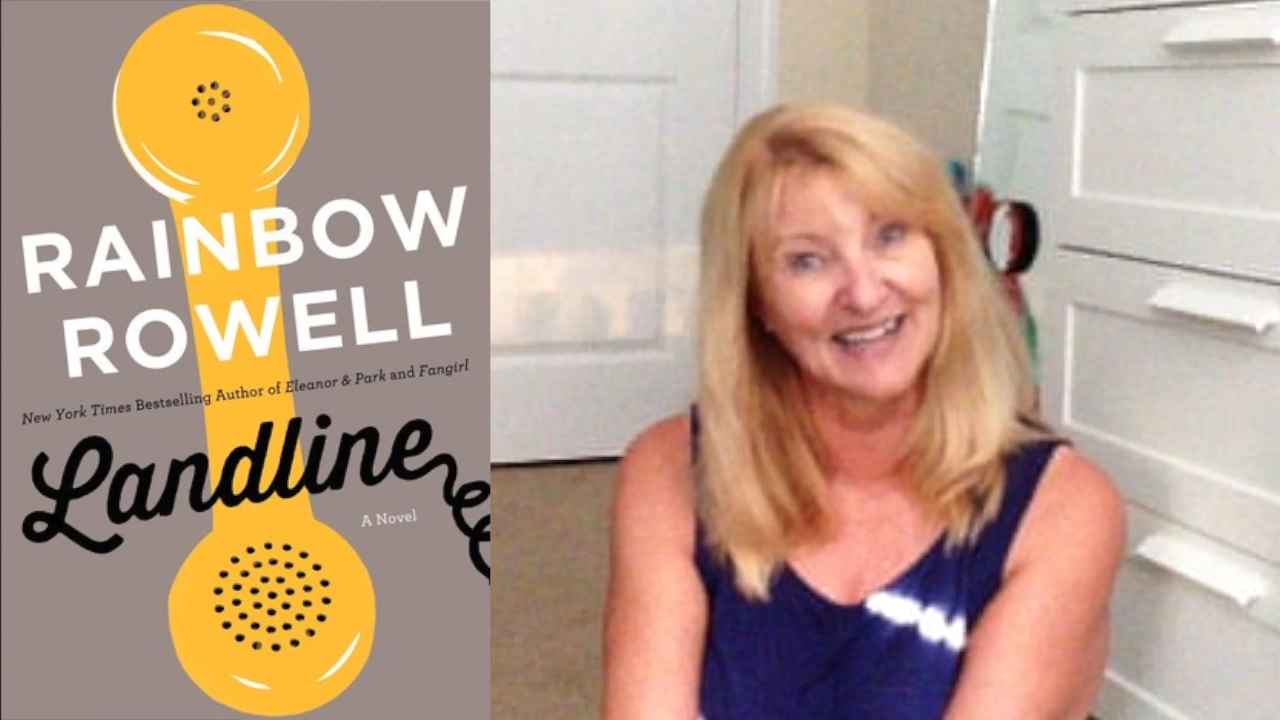 RAINBOW
ROWELL
New York Times Bestselling Author of Eleanor & Park and Fangirl
Landline
A Novel